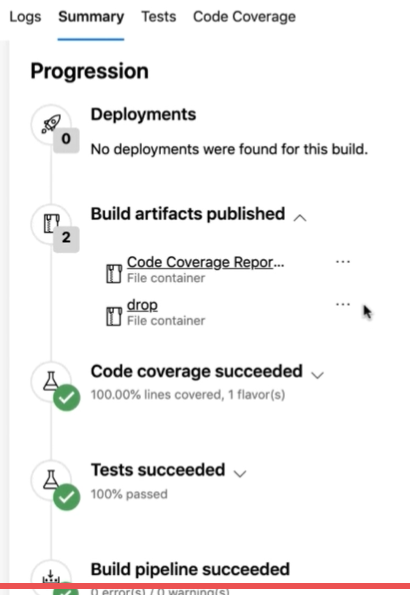 Logs Summary Tests Code Coverage
Progression
Deployments
0
No deployments were found for this build.
Build artifacts published
2
Code Coverage Repor...
File container
drop
File container
Code coverage succeeded
100.00% lines covered, 1 flavor(s)
Tests succeeded
100% passed
Build pipeline succeeded
0 error(s) / 0 warning(s)